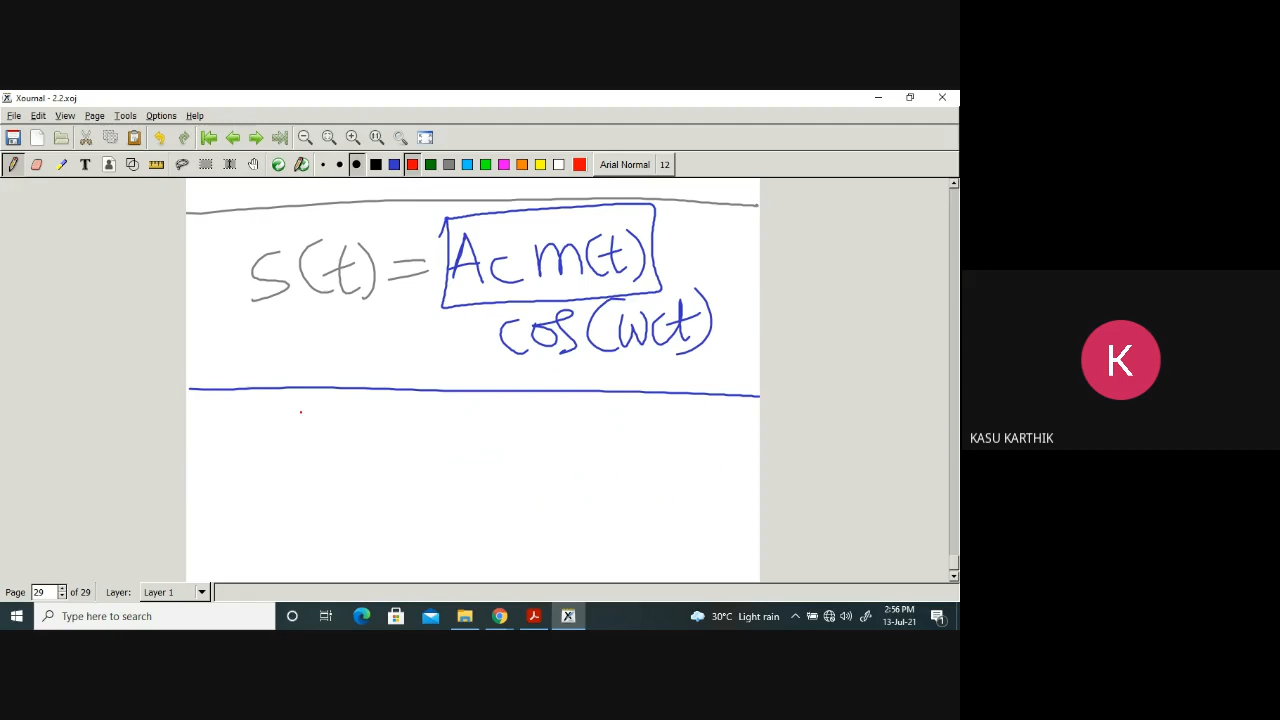 Xournal - 2.2.xoj
File Edit View Page Tools Options Help
T Arial Normal 12
S(t) = Ac m(t)
cos(Wct)
K
KASU KARTHIK
Page 29 of 29 Layer: Layer 1
Type here to search 30°C Light rain 2:56 PM
13-Jul-21 1